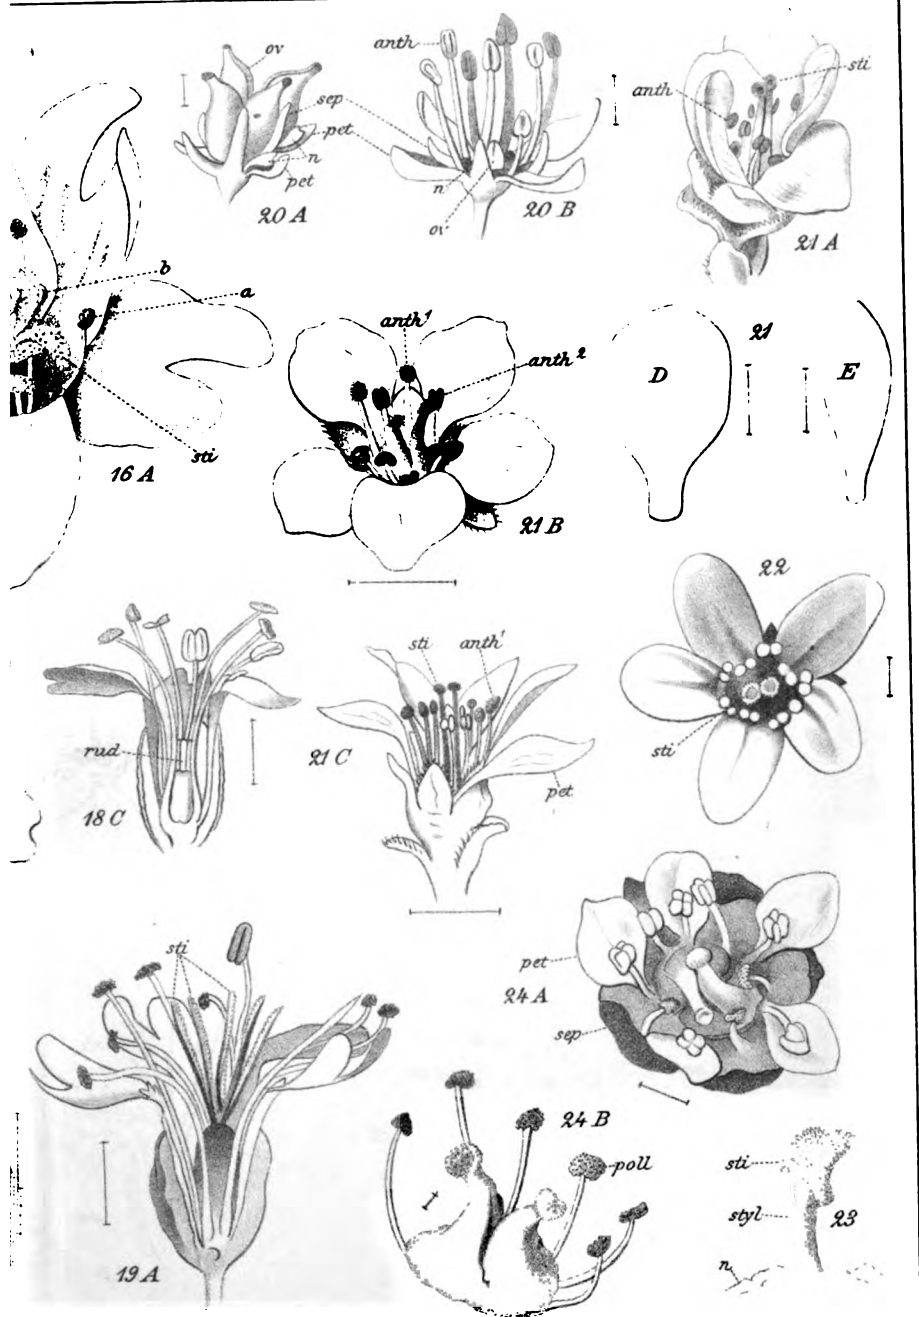 ov
sep
pet
n
pet
20 A
anth
n
ov
20 B
anth
sti
21 A
b
a
sti
16 A
anth¹
anth²
21 B
21
D
E
22
sti
rud
18 C
sti
anth¹
21 C
pet
pet
24 A
sep
sti
19 A
24 B
poll
sti
styl
23
n